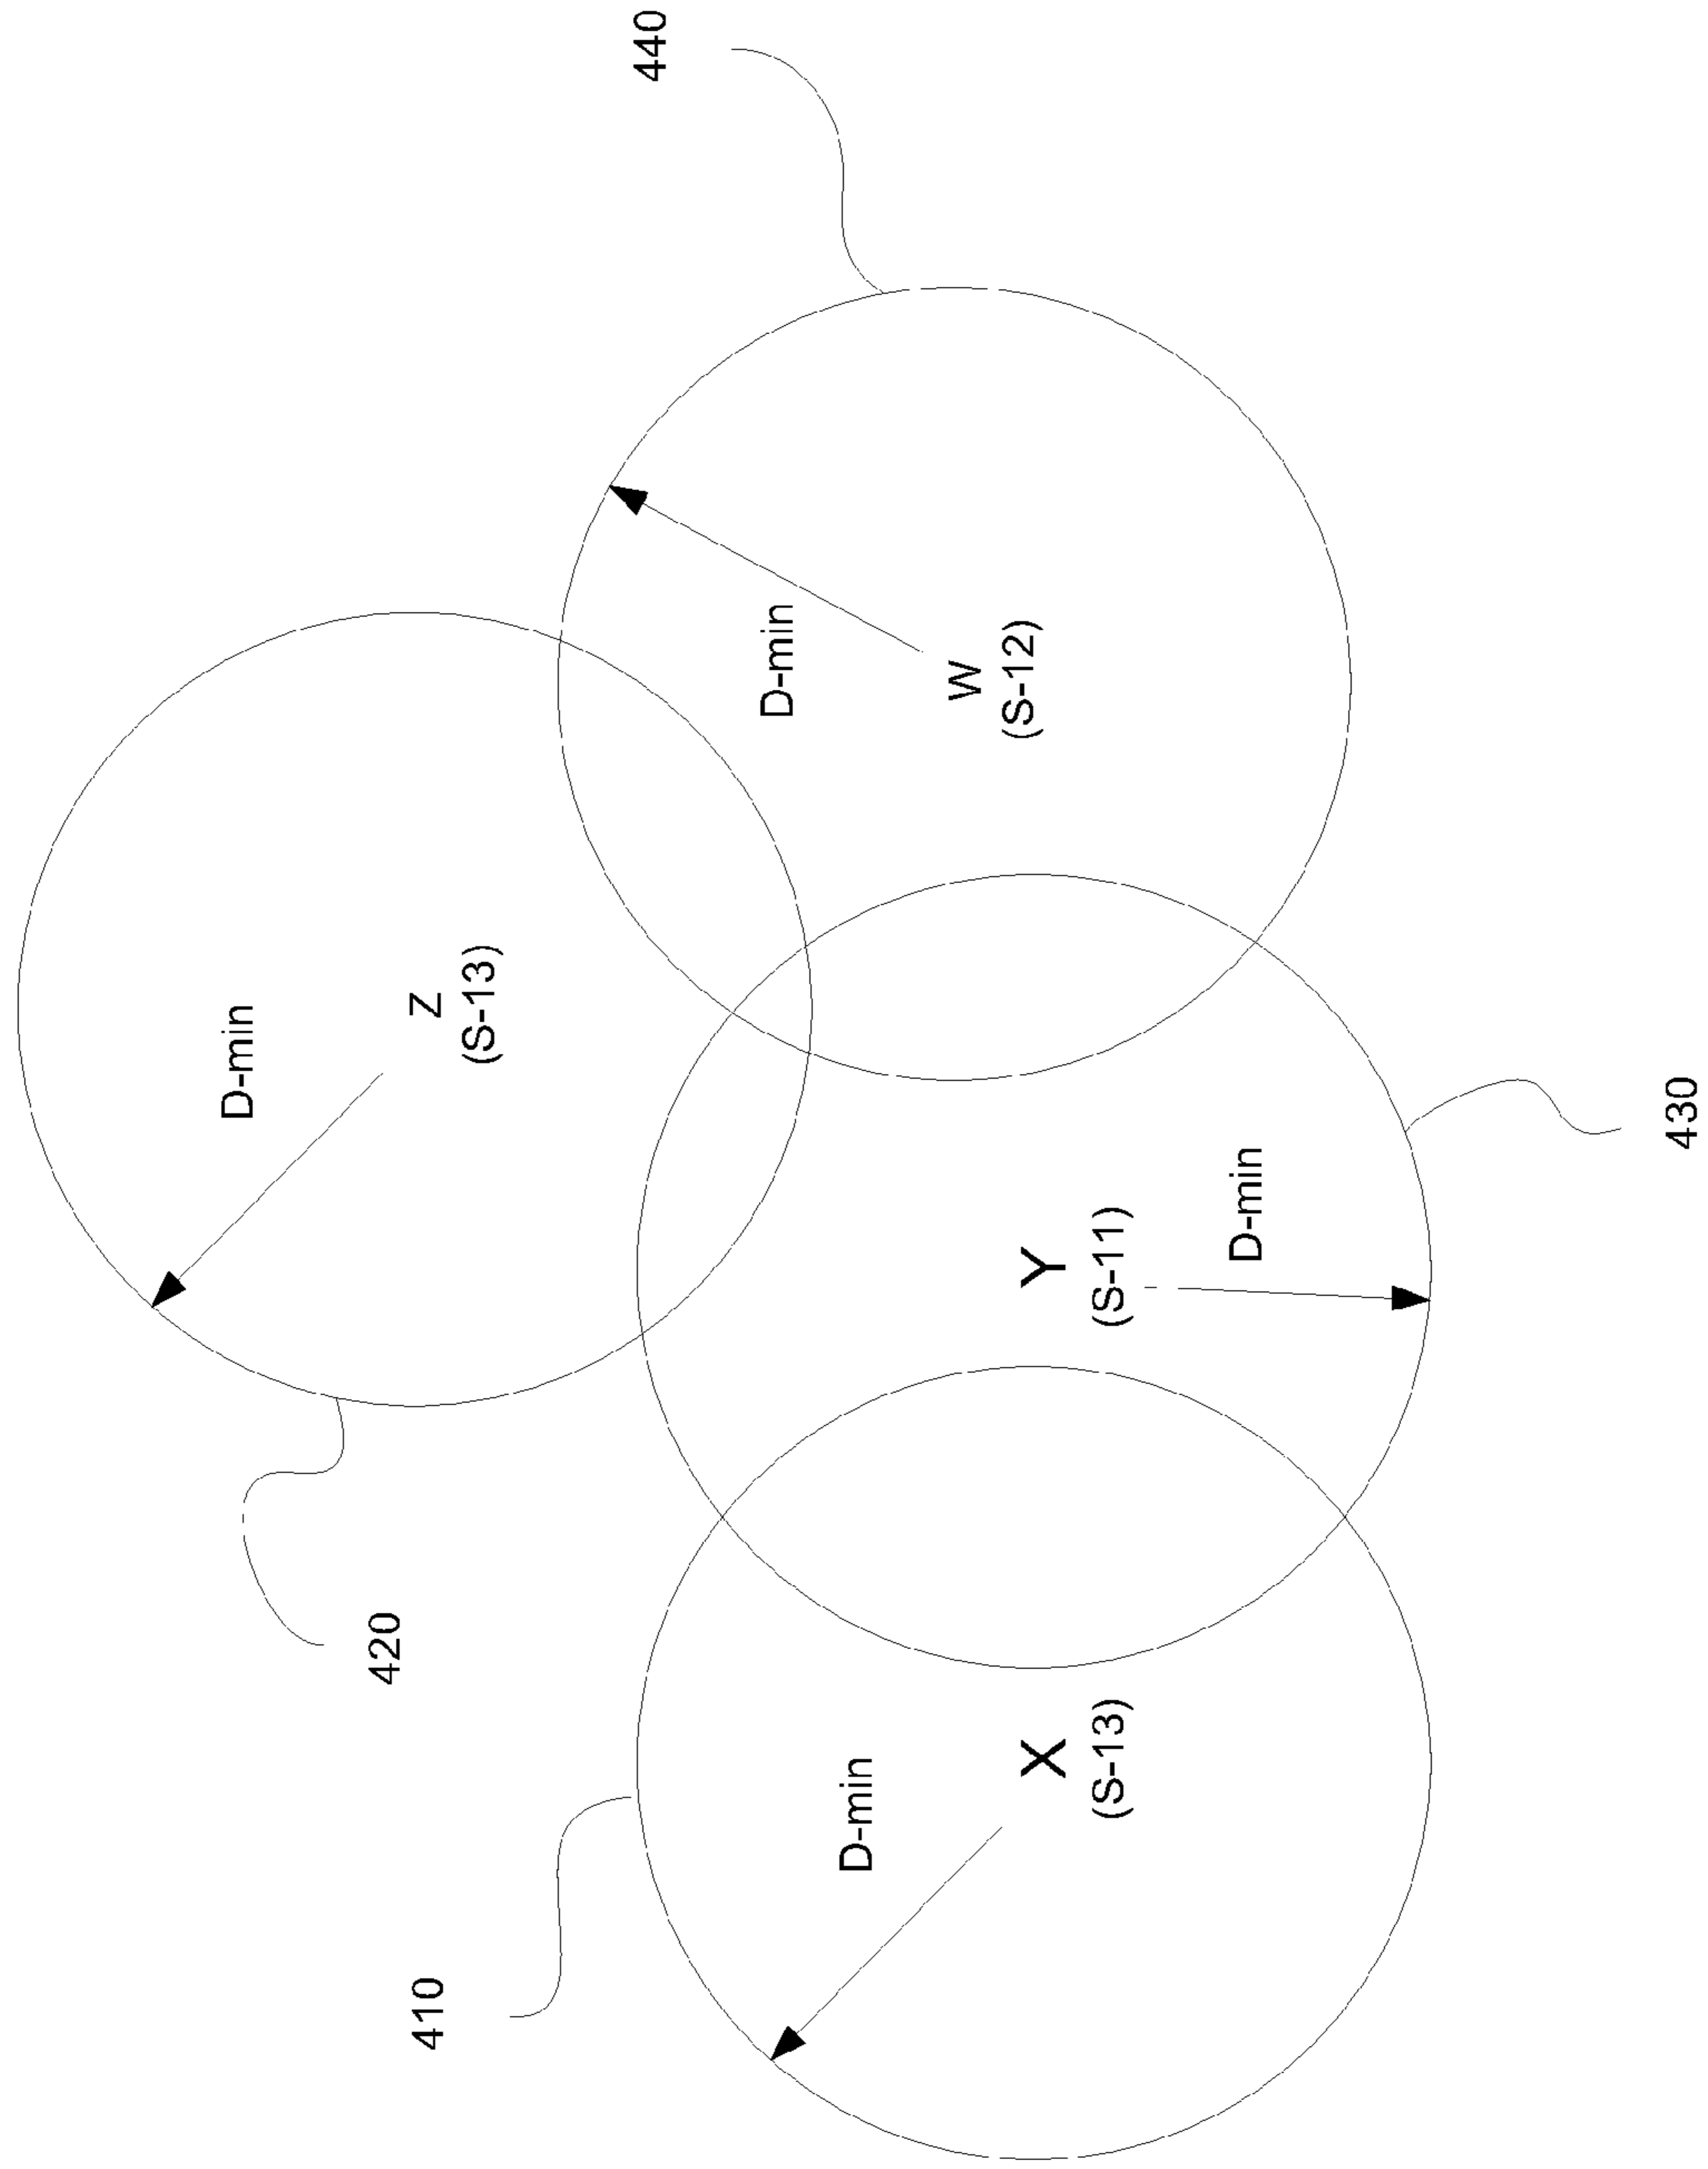 420
D-min
Z
(S-13)
440
410
D-min
X
(S-13)
Y
(S-11)
D-min
D-min
W
(S-12)
430